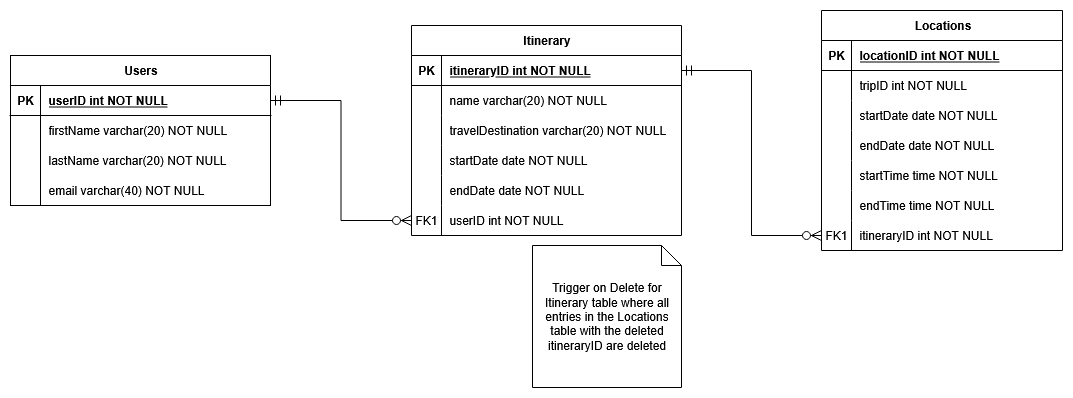 Users
PK userID int NOT NULL
firstName varchar(20) NOT NULL
lastName varchar(20) NOT NULL
email varchar(40) NOT NULL
Itinerary
PK itineraryID int NOT NULL
name varchar(20) NOT NULL
travelDestination varchar(20) NOT NULL
startDate date NOT NULL
endDate date NOT NULL
FK1 userID int NOT NULL
Trigger on Delete for
Itinerary table where all
entries in the Locations
table with the deleted
itineraryID are deleted
Locations
PK locationID int NOT NULL
tripID int NOT NULL
startDate date NOT NULL
endDate date NOT NULL
startTime time NOT NULL
endTime time NOT NULL
FK1 itineraryID int NOT NULL